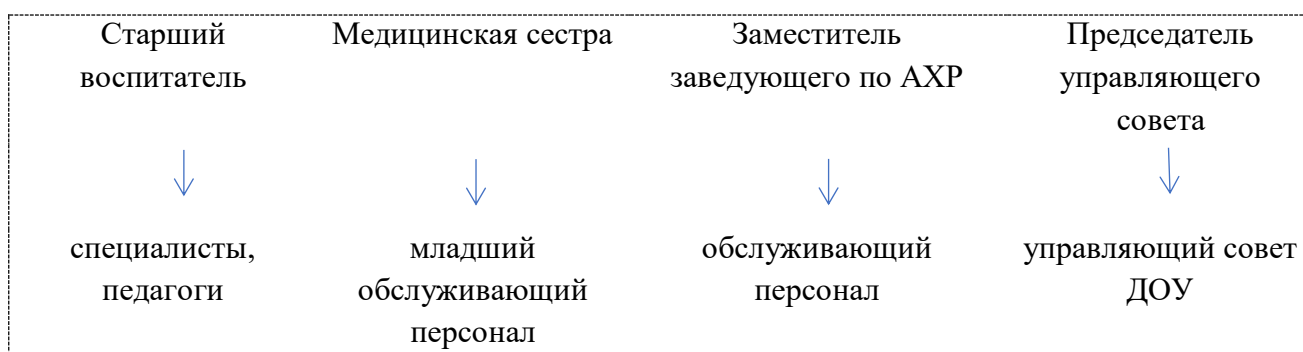 Старший
воспитатель
Медицинская сестра
Заместитель
заведующего по АХР
Председатель
управляющего
совета
специалисты,
педагоги
младший
обслуживающий
персонал
обслуживающий
персонал
управляющий совет
ДОУ